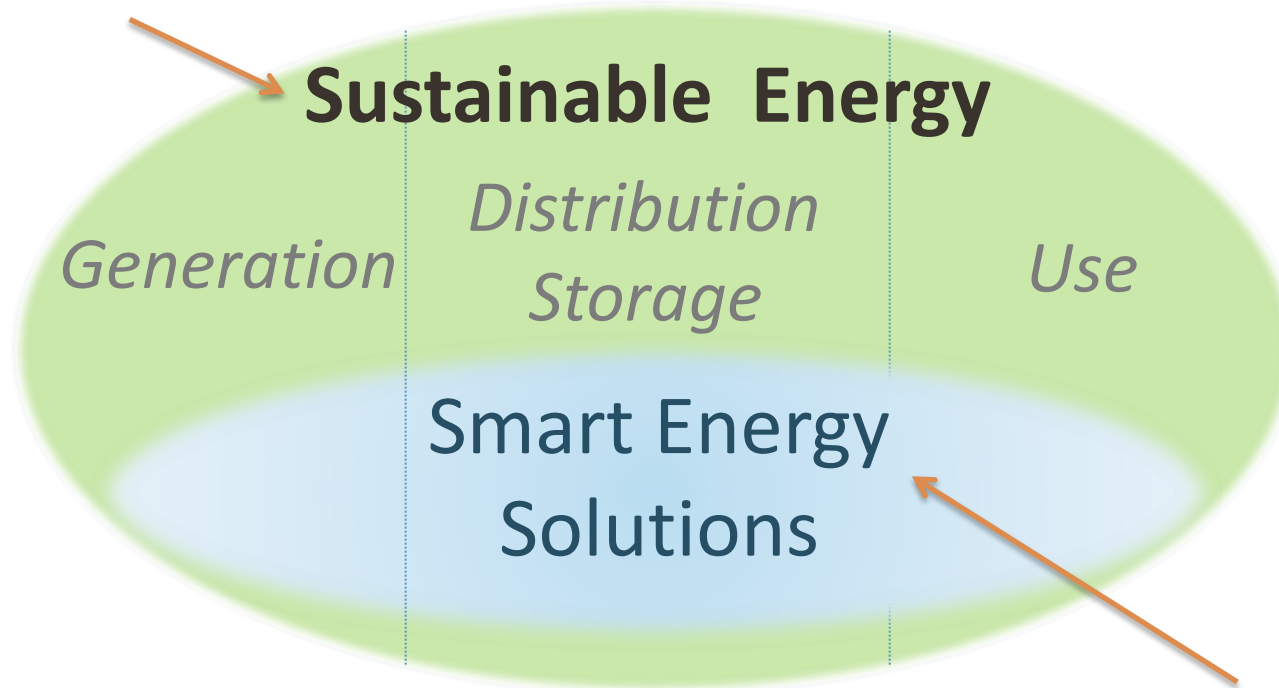 Sustainable Energy
Generation
Distribution
Storage
Use
Smart Energy
Solutions